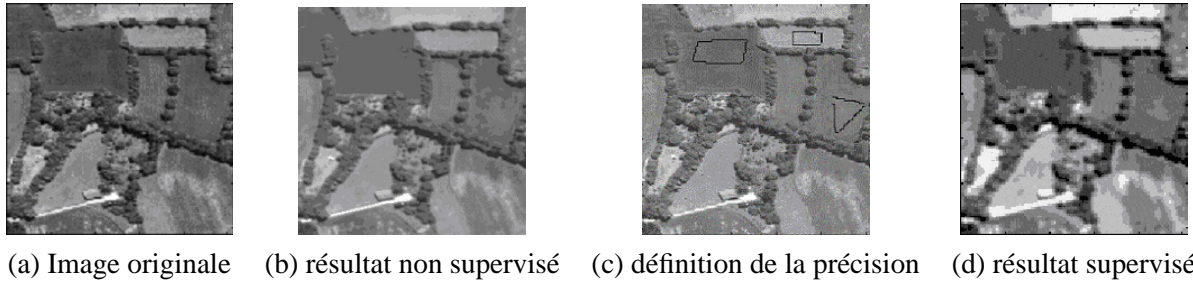 (a) Image originale
(b) résultat non supervisé
(c) définition de la précision
(d) résultat supervisé